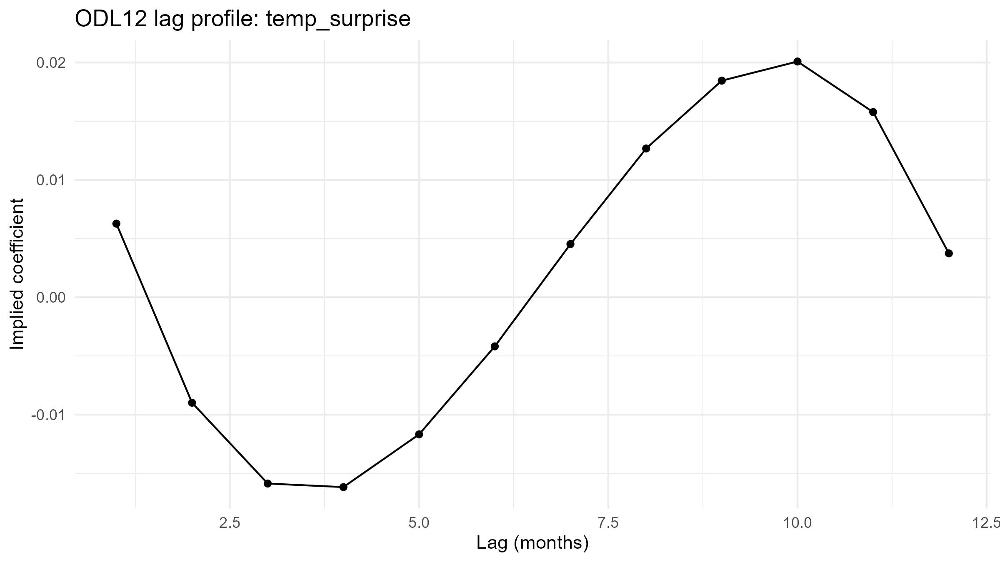 ODL12 lag profile: temp_surprise
0.02
0.01
0.00
-0.01
Implied coefficient
2.5 5.0 7.5 10.0 12.5
Lag (months)